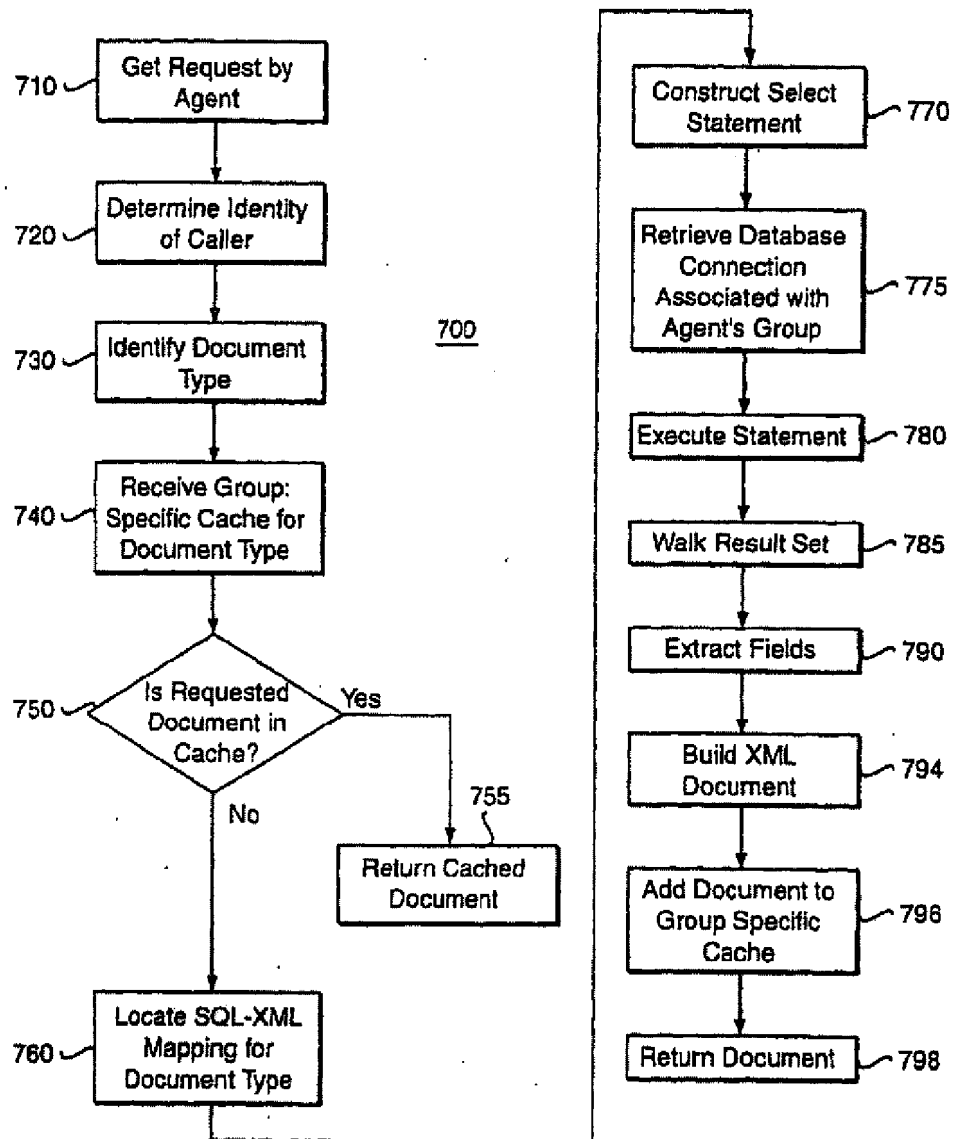 710
Get Request by
Agent
720
Determine Identity
of Caller
730
Identify Document
Type
700
740
Receive Group:
Specific Cache for
Document Type
750
Is Requested
Document in
Cache?
Yes
No
755
Return Cached
Document
760
Locate SQL-XML
Mapping for
Document Type
Construct Select
Statement
770
Retrieve Database
Connection
Associated with
Agent's Group
775
Execute Statement
780
Walk Result Set
785
Extract Fields
790
Build XML
Document
794
Add Document to
Group Specific
Cache
796
Return Document
798